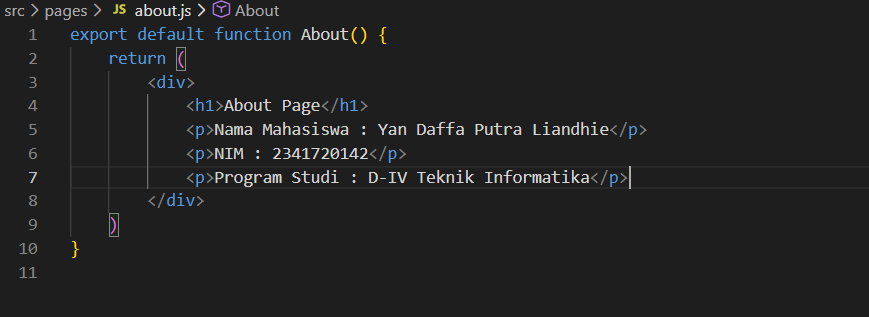 src > pages > JS about.js > About
1 export default function About() {
2     return (
3         <div>
4             <h1>About Page</h1>
5             <p>Nama Mahasiswa : Yan Daffa Putra Liandhie</p>
6             <p>NIM : 2341720142</p>
7             <p>Program Studi : D-IV Teknik Informatika</p>
8         </div>
9     )
10 }
11